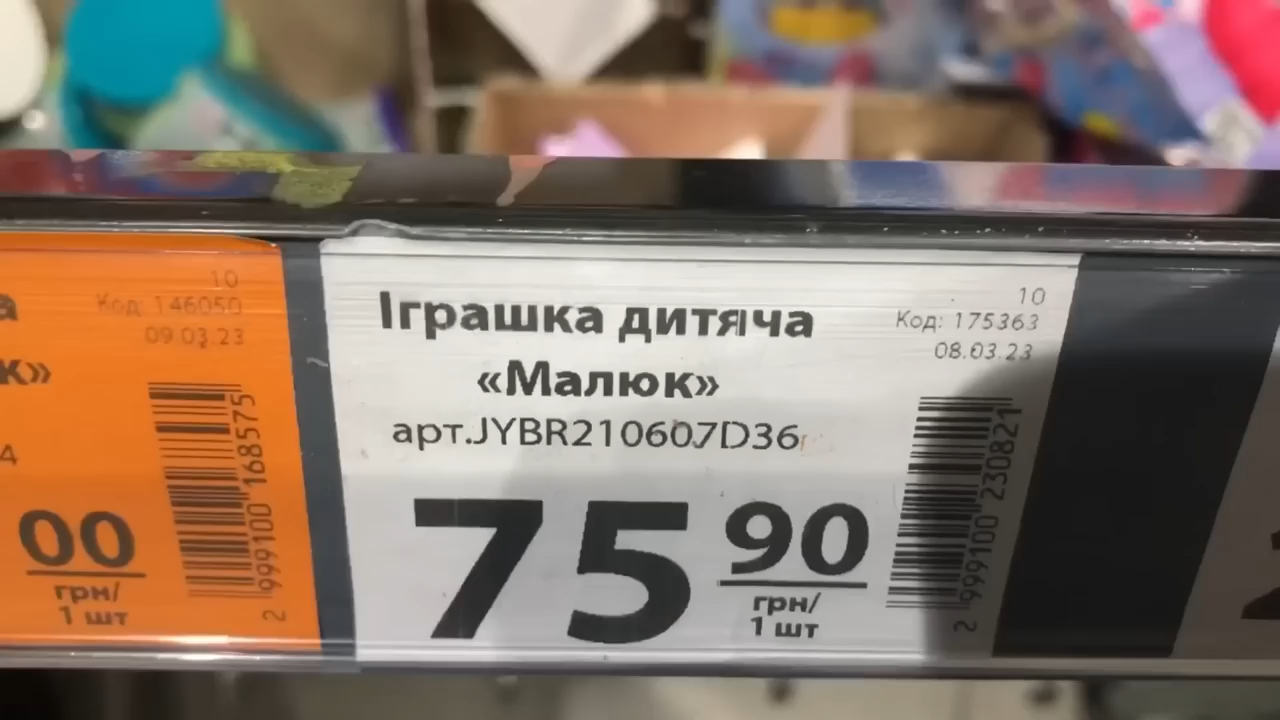 10
Код: 146050
09.03.23
к»
4
00
грн/
1 шт
2 999100 168575
Іграшка дитяча
«Малюк»
арт.JYBR210607D36
10
Код: 175363
08.03.23
75 90
грн/
1 шт
2 999100 230821